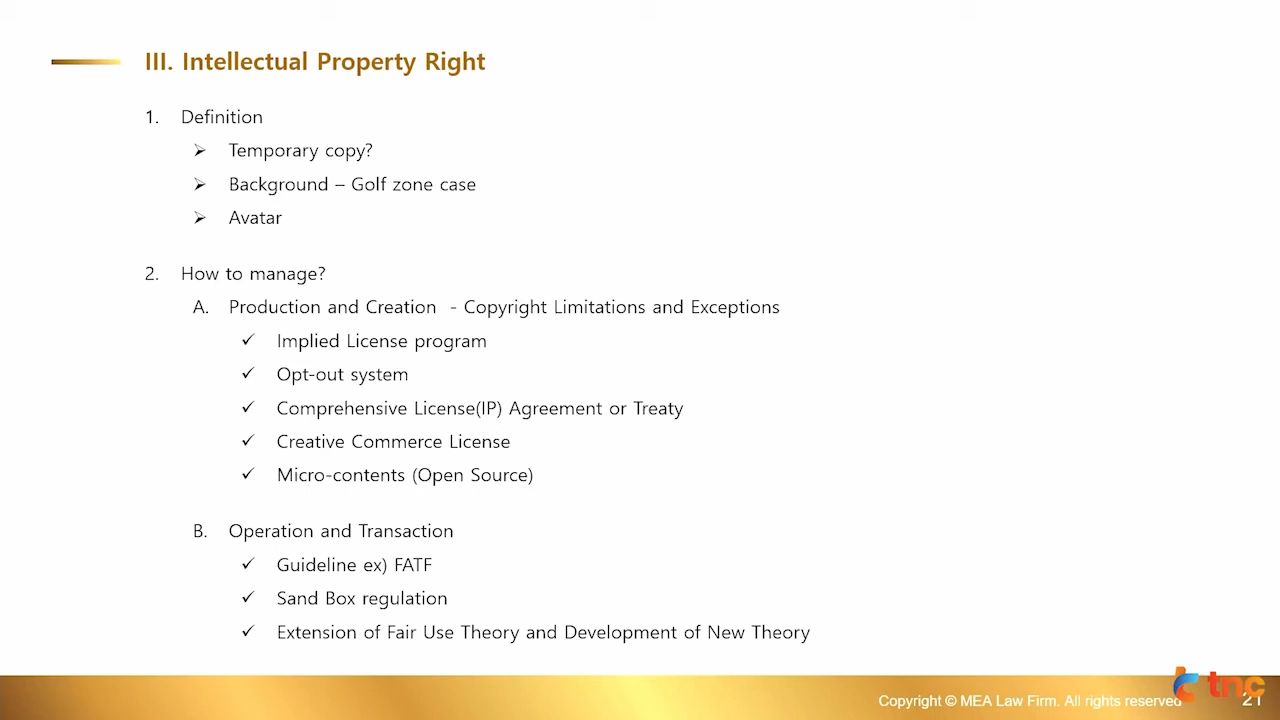 III. Intellectual Property Right
1. Definition
➢ Temporary copy?
➢ Background – Golf zone case
➢ Avatar
2. How to manage?
A. Production and Creation - Copyright Limitations and Exceptions
✓ Implied License program
✓ Opt-out system
✓ Comprehensive License(IP) Agreement or Treaty
✓ Creative Commerce License
✓ Micro-contents (Open Source)
B. Operation and Transaction
✓ Guideline ex) FATF
✓ Sand Box regulation
✓ Extension of Fair Use Theory and Development of New Theory
Copyright © MEA Law Firm. All rights reserved
tnc
21